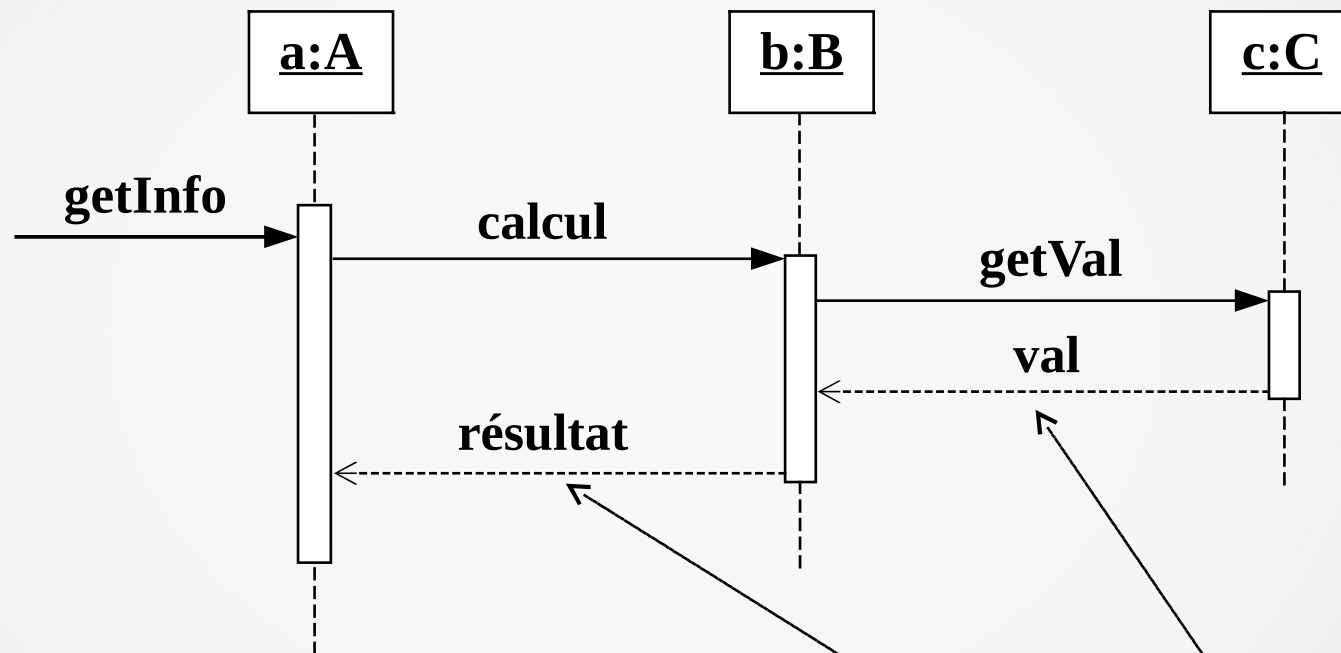 a:A
b:B
c:C
getInfo
calcul
getVal
val
résultat